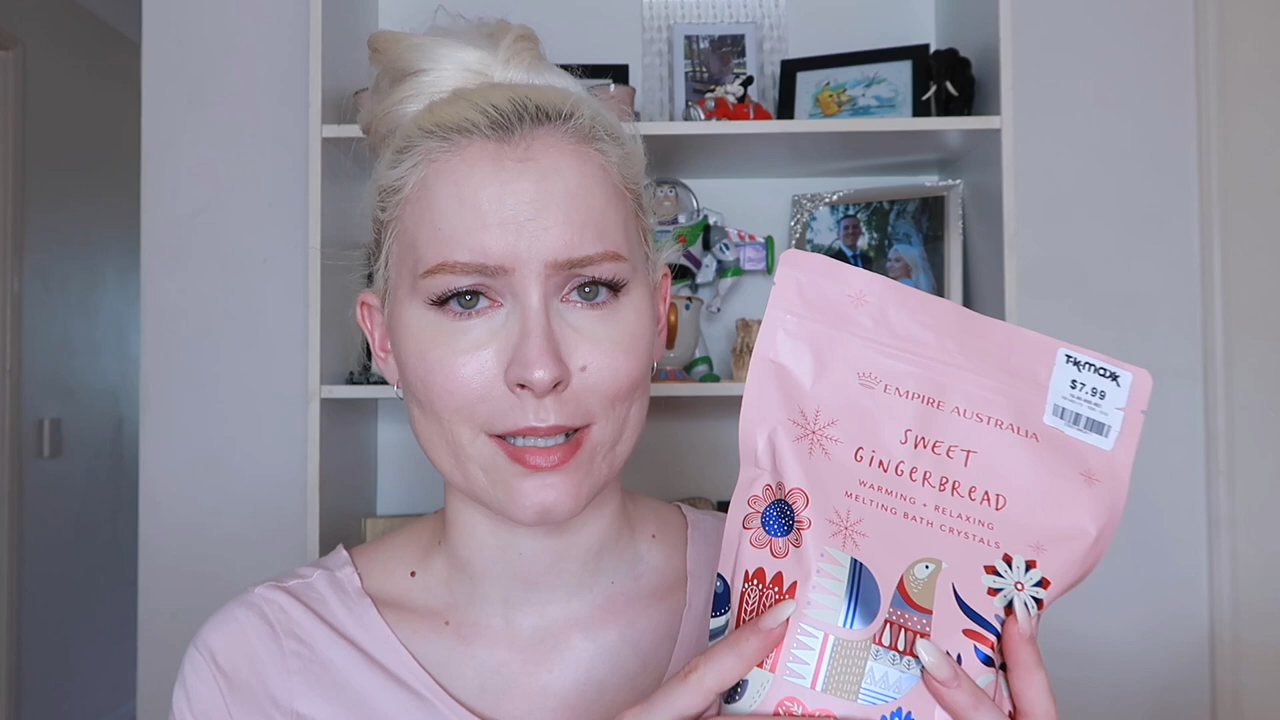 TK-maxx
$7.99
EMPIRE AUSTRALIA
SWEET
GINGERBREAD
WARMING + RELAXING
MELTING BATH CRYSTALS